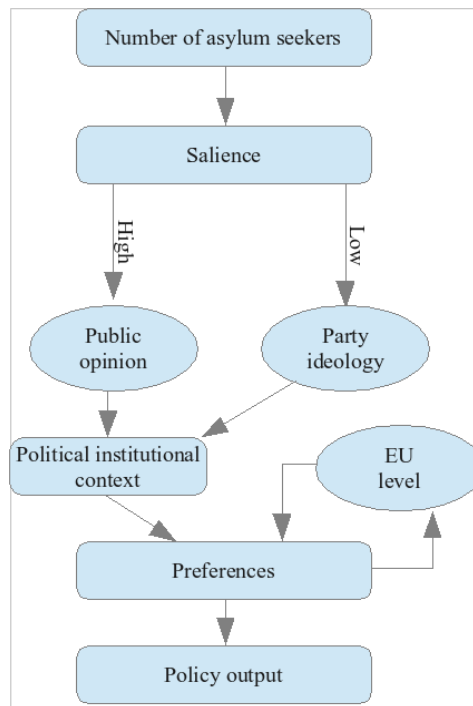 Number of asylum seekers
Salience
High
Low
Public
opinion
Party
ideology
Political institutional
context
EU
level
Preferences
Policy output